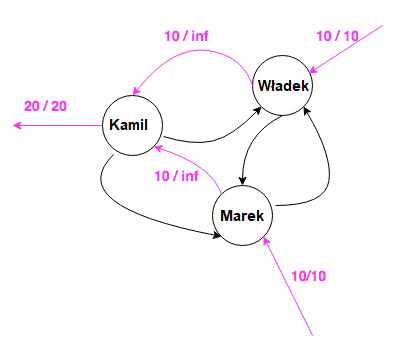 10 / inf
10 / 10
Władek
20 / 20
Kamil
10 / inf
Marek
10/10